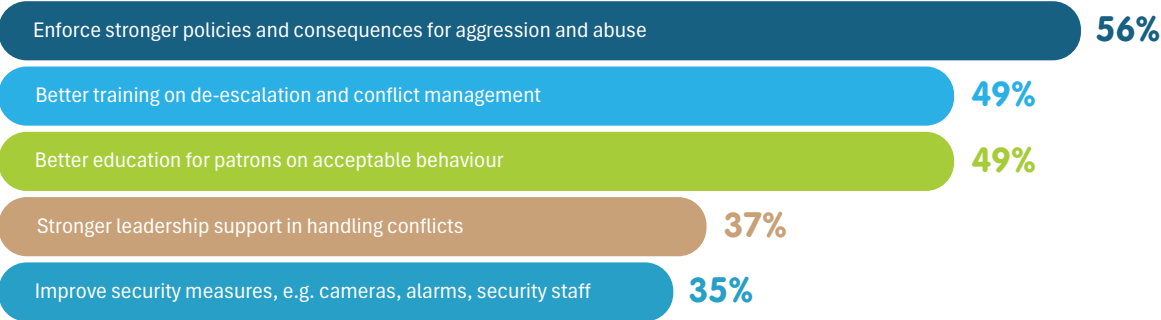 Enforce stronger policies and consequences for aggression and abuse 56%
Better training on de-escalation and conflict management 49%
Better education for patrons on acceptable behaviour 49%
Stronger leadership support in handling conflicts 37%
Improve security measures, e.g. cameras, alarms, security staff 35%